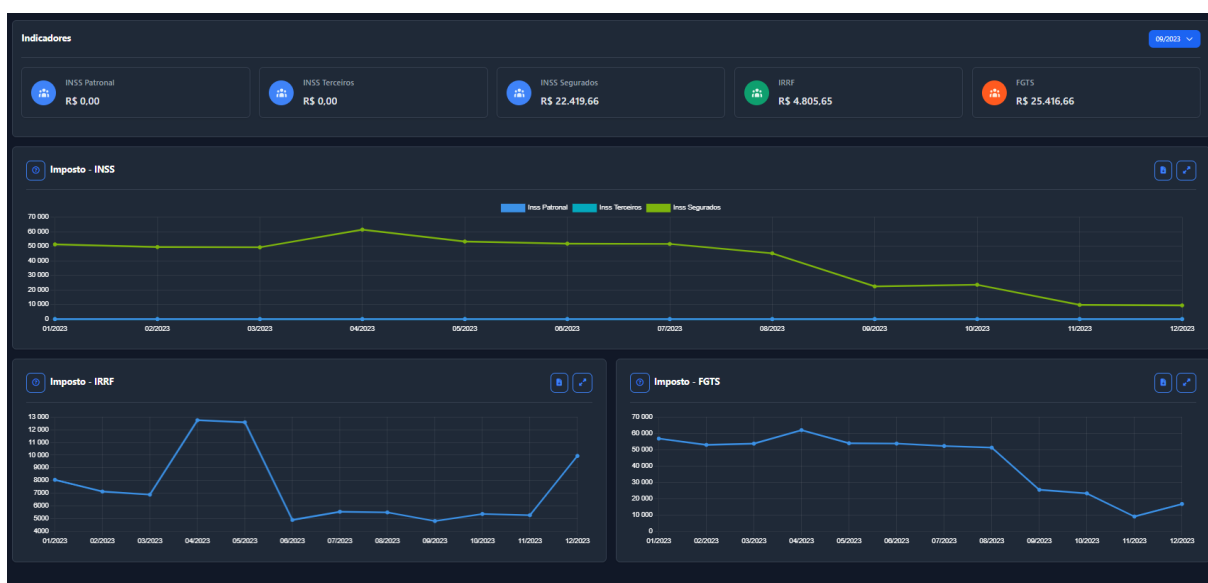 Indicadores
09/2023
INSS Patronal
R$ 0,00
INSS Terceiros
R$ 0,00
INSS Segurados
R$ 22.419,66
IRRF
R$ 4.805,65
FGTS
R$ 25.416,66
Imposto - INSS
Inss Patronal Inss Terceiros Inss Segurados
70 000
60 000
50 000
40 000
30 000
20 000
10 000
0
01/2023 02/2023 03/2023 04/2023 05/2023 06/2023 07/2023 08/2023 09/2023 10/2023 11/2023 12/2023
Imposto - IRRF
13 000
12 000
11 000
10 000
9000
8000
7000
6000
5000
4000
01/2023 02/2023 03/2023 04/2023 05/2023 06/2023 07/2023 08/2023 09/2023 10/2023 11/2023 12/2023
Imposto - FGTS
70 000
60 000
50 000
40 000
30 000
20 000
10 000
0
01/2023 02/2023 03/2023 04/2023 05/2023 06/2023 07/2023 08/2023 09/2023 10/2023 11/2023 12/2023